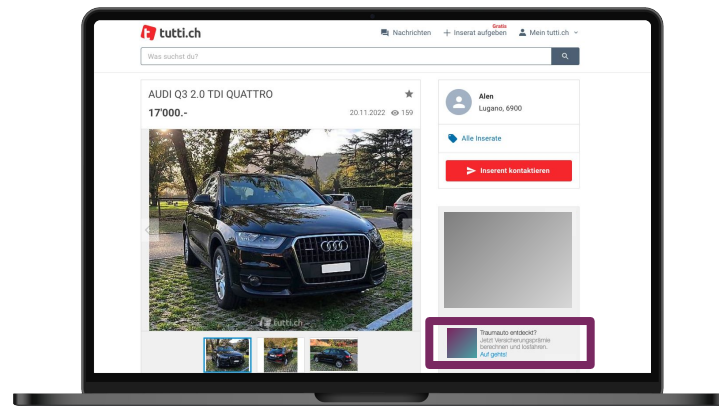 tutti.ch
Nachrichten
Gratis
Inserat aufgeben
Mein tutti.ch
Was suchst du?
AUDI Q3 2.0 TDI QUATTRO
17'000.-
20.11.2022
159
Alen
Lugano, 6900
Alle Inserate
Inserent kontaktieren
tutti.ch
Traumauto entdeckt?
Jetzt Versicherungsprämie
berechnen und losfahren.
Auf gehts!